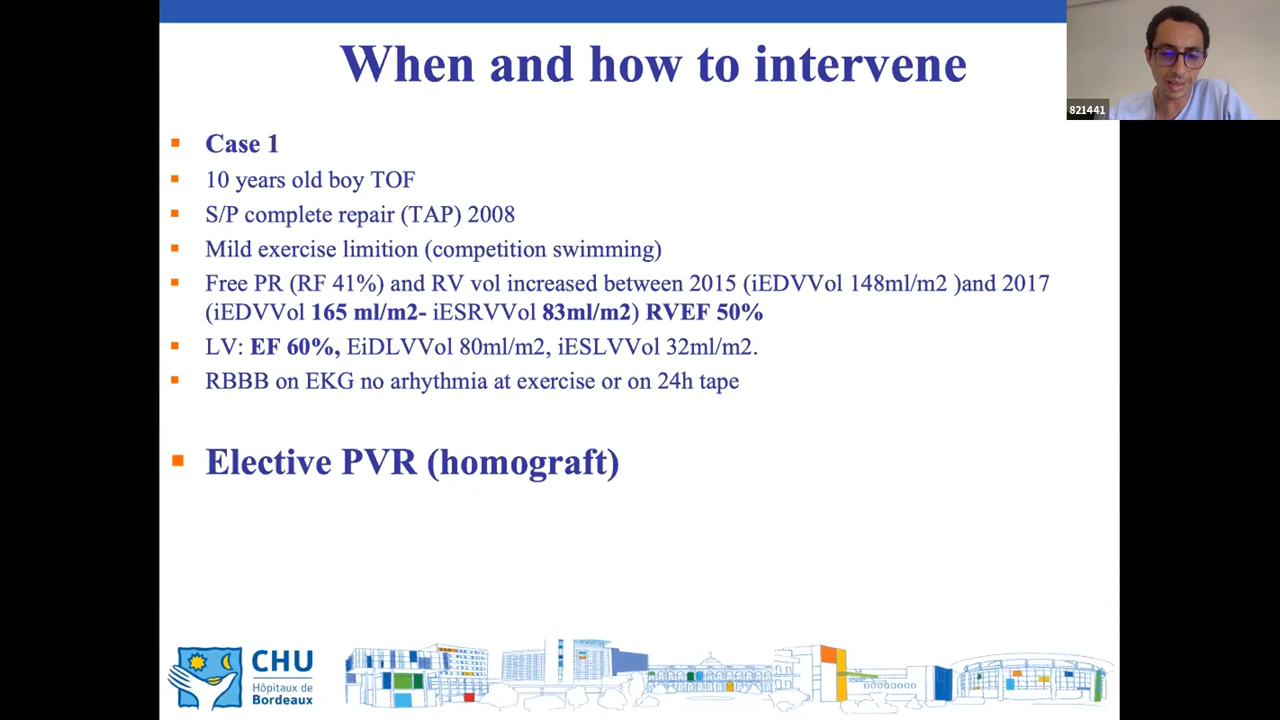 When and how to intervene
821441
Case 1
10 years old boy TOF
S/P complete repair (TAP) 2008
Mild exercise limition (competition swimming)
Free PR (RF 41%) and RV vol increased between 2015 (iEDVVol 148ml/m2 )and 2017
(iEDVVol 165 ml/m2- iESRVVol 83ml/m2) RVEF 50%
LV: EF 60%, EiDLVVol 80ml/m2, iESLVVol 32ml/m2.
RBBB on EKG no arhythmia at exercise or on 24h tape
Elective PVR (homograft)
CHU
Hôpitaux de
Bordeaux